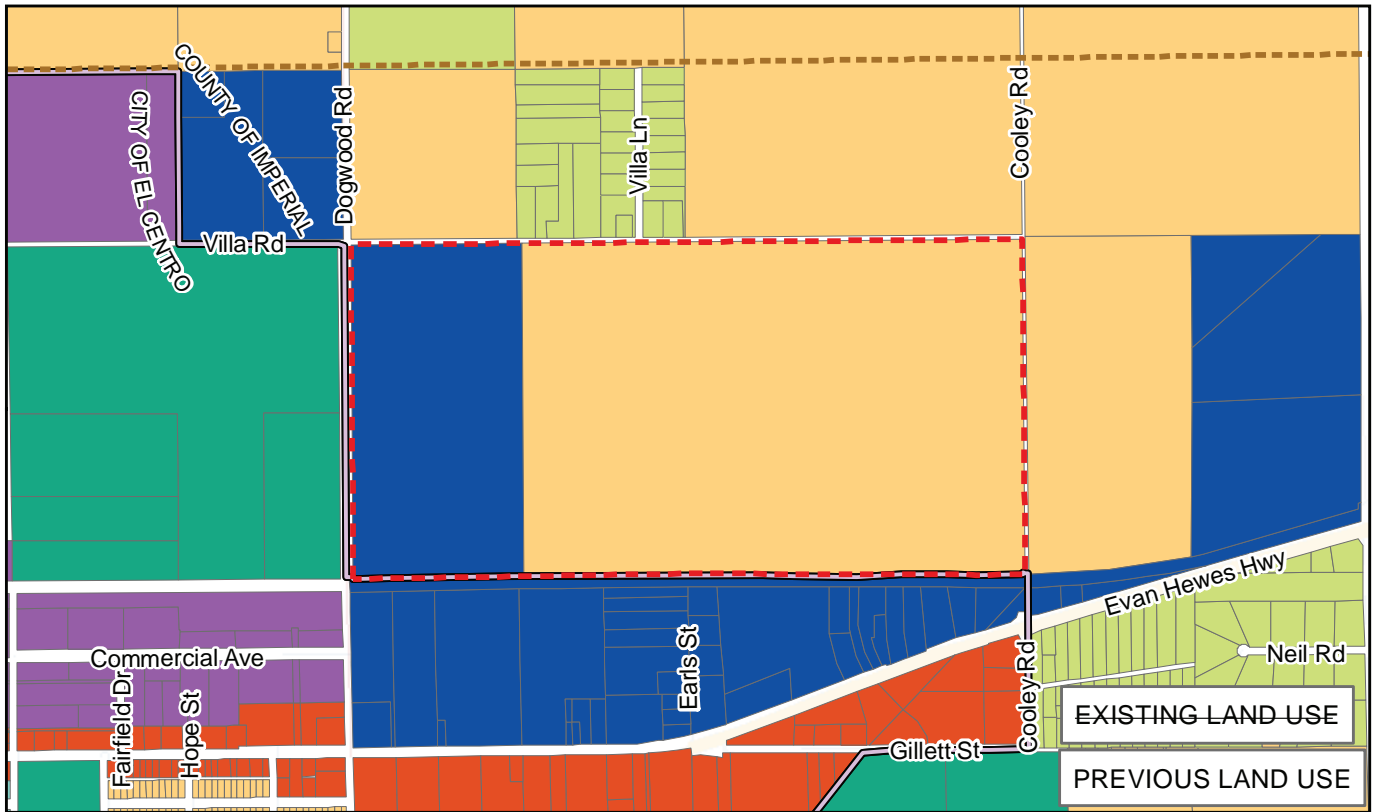 COUNTY OF IMPERIAL
CITY OF EL CENTRO
Dogwood Rd
Villa Ln
Cooley Rd
Villa Rd
Evan Hewes Hwy
Commercial Ave
Fairfield Dr
Hope St
Earls St
Cooley Rd
Neil Rd
Gillett St
EXISTING LAND USE
PREVIOUS LAND USE